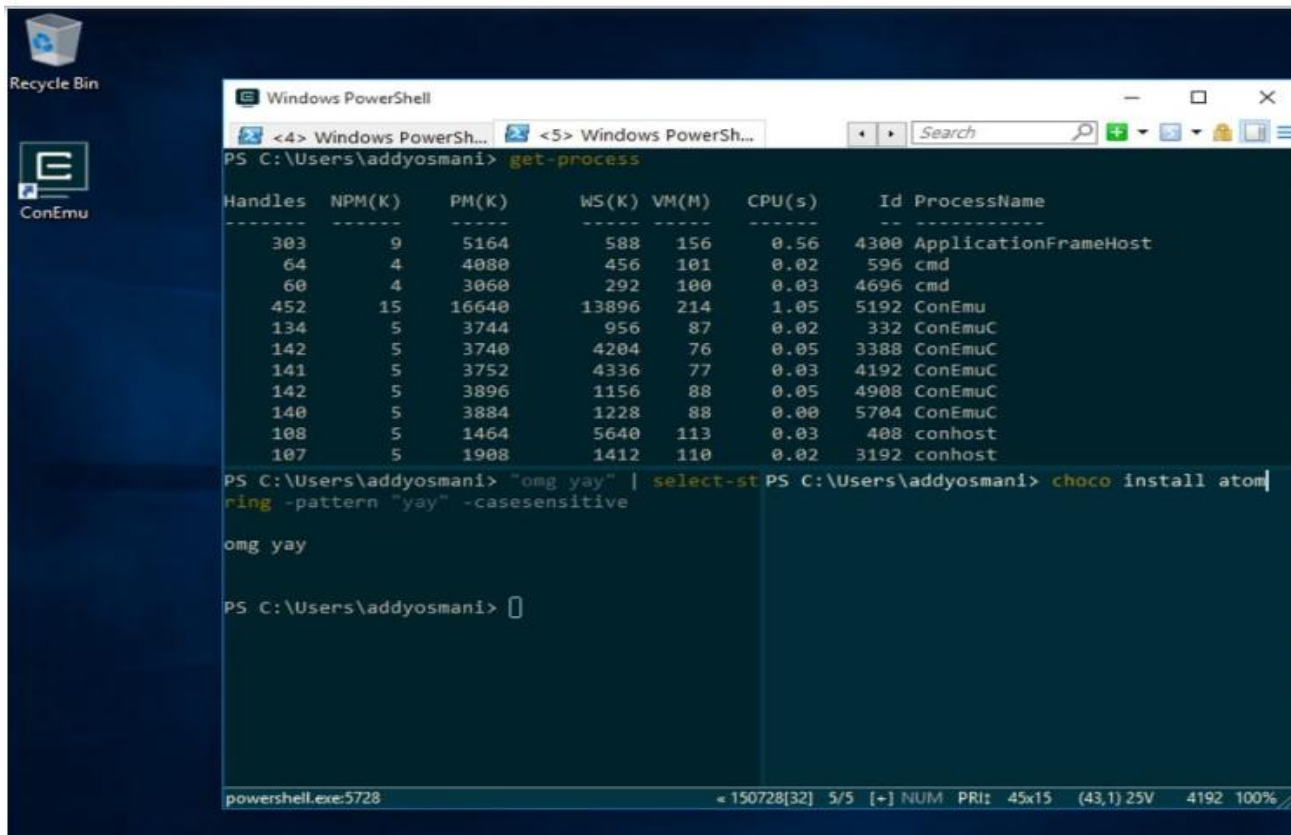 Recycle Bin
ConEmu
Windows PowerShell
<4> Windows PowerSh... <5> Windows PowerSh... Search
PS C:\Users\addyosmani> get-process
Handles NPM(K) PM(K) WS(K) VM(M) CPU(s) Id ProcessName
------- ------ ----- ----- ----- ------ -- -----------
303 9 5164 588 156 0.56 4300 ApplicationFrameHost
64 4 4080 456 101 0.02 596 cmd
60 4 3060 292 100 0.03 4696 cmd
452 15 16640 13896 214 1.05 5192 ConEmu
134 5 3744 956 87 0.02 332 ConEmuC
142 5 3740 4204 76 0.05 3388 ConEmuC
141 5 3752 4336 77 0.03 4192 ConEmuC
142 5 3896 1156 88 0.05 4908 ConEmuC
140 5 3884 1228 88 0.00 5704 ConEmuC
108 5 1464 5640 113 0.03 408 conhost
107 5 1908 1412 110 0.02 3192 conhost
PS C:\Users\addyosmani> "omg yay" | select-st
ring -pattern "yay" -casesensitive
omg yay
PS C:\Users\addyosmani>
PS C:\Users\addyosmani> choco install atom
powershell.exe:5728 « 150728[32] 5/5 [+] NUM PRI↕ 45x15 (43,1) 25V 4192 100%